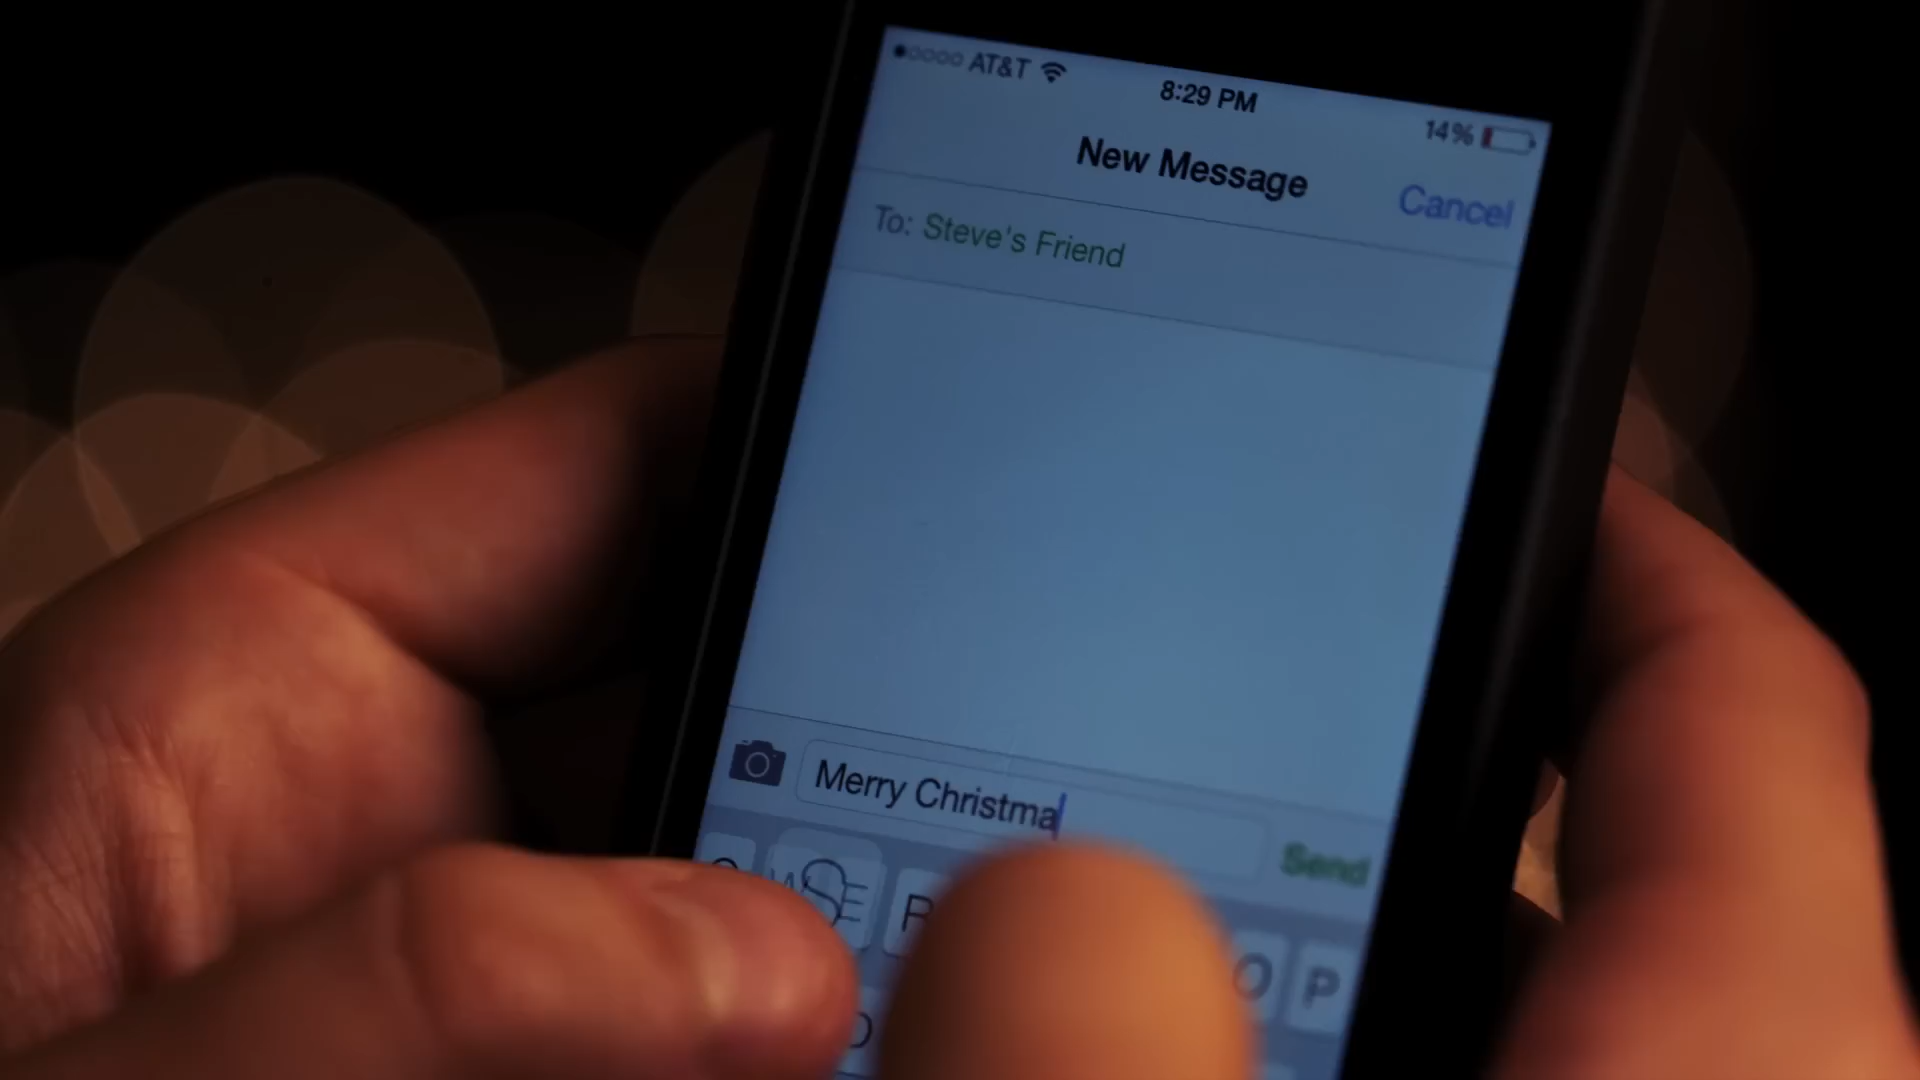 AT&T 8:29 PM 14%
New Message Cancel
To: Steve's Friend
Merry Christma
Send
W S E
O P